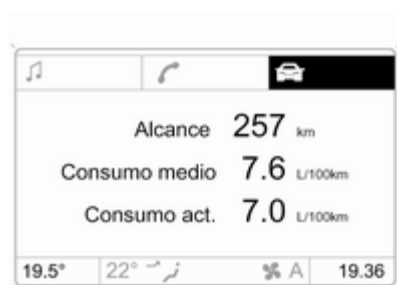 Alcance 257 km
Consumo medio 7.6 L/100km
Consumo act. 7.0 L/100km
19.5° 22° A 19.36